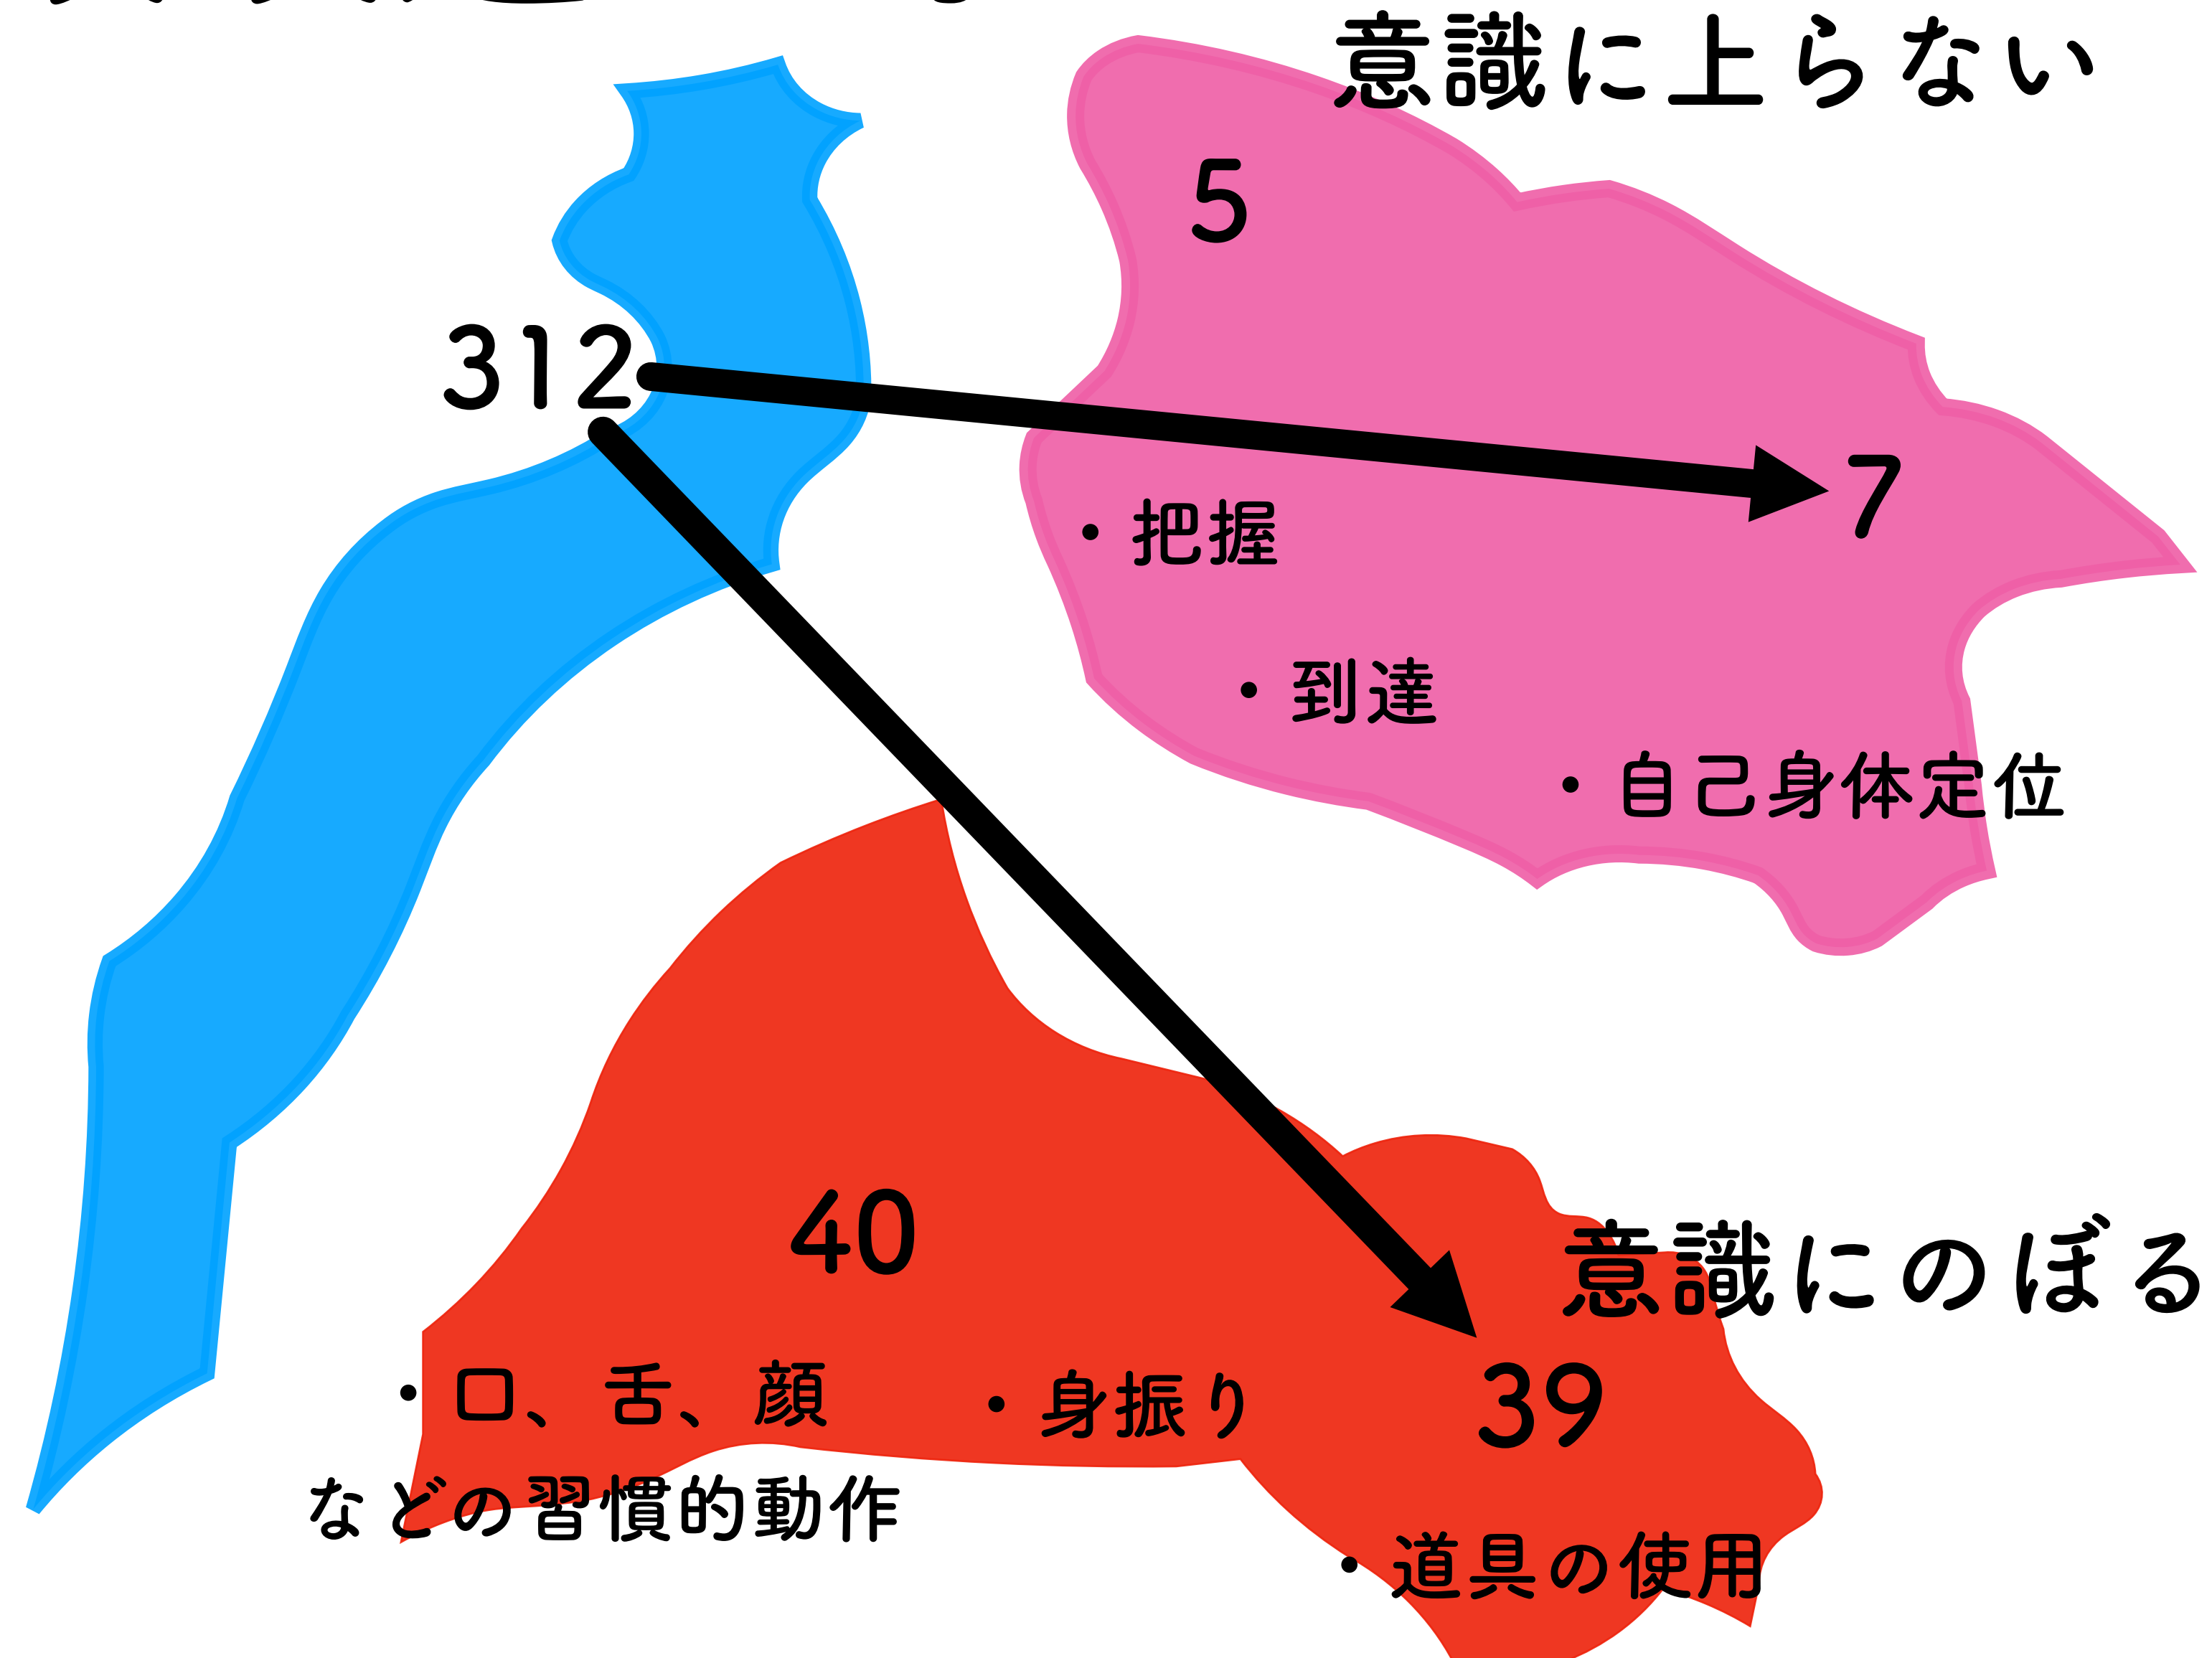 意識に上らない
5
312
7
・把握
・到達
・自己身体定位
40
意識にのぼる
39
・口、舌、顔
などの習慣的動作
・身振り
・道具の使用